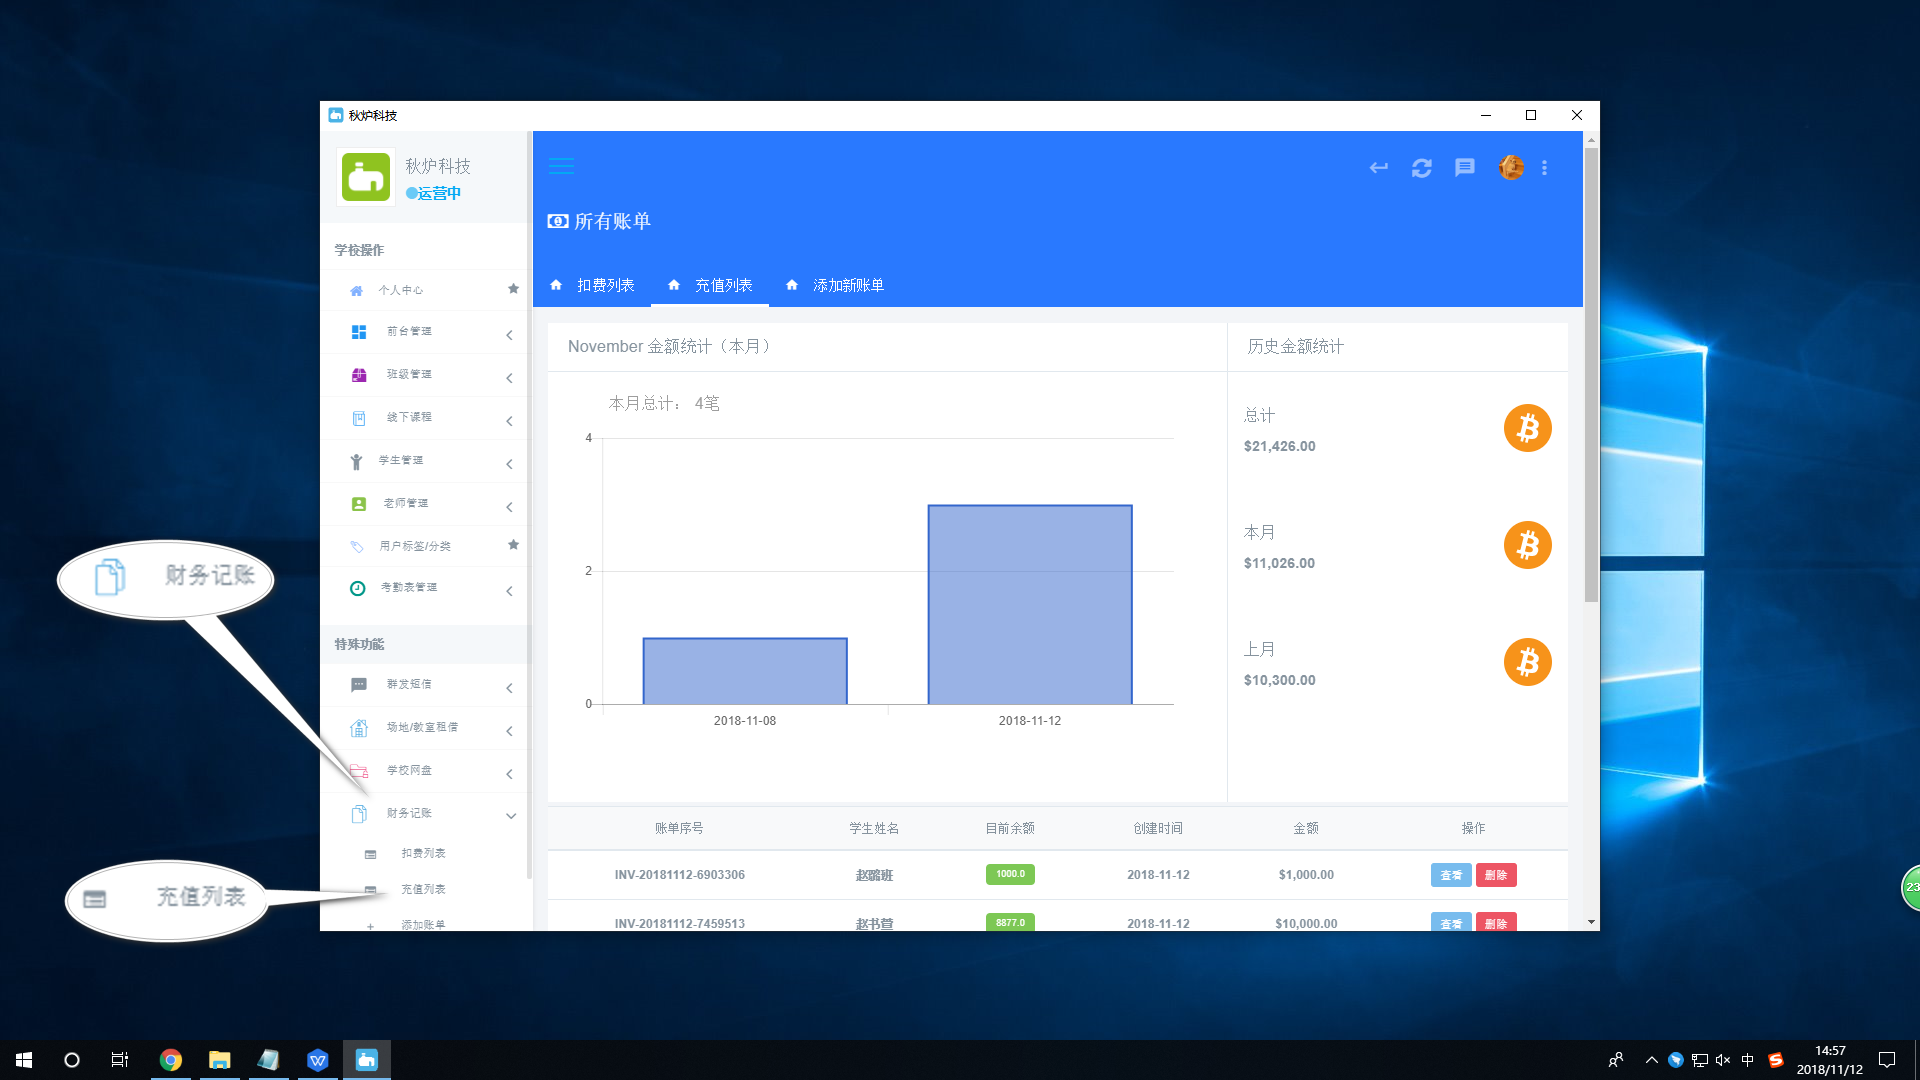 秋炉科技
秋炉科技
运营中
学校操作
个人中心
前台管理
班级管理
线下课程
学生管理
老师管理
用户标签/分类
考勤表管理
特殊功能
群发短信
场地/教室租借
学校网盘
财务记账
扣费列表
充值列表
添加账单
财务记账
充值列表
所有账单
扣费列表
充值列表
添加新账单
November 金额统计（本月）
本月总计： 4笔
4
2
0
2018-11-08
2018-11-12
历史金额统计
总计
$21,426.00
本月
$11,026.00
上月
$10,300.00
账单序号 学生姓名 目前余额 创建时间 金额 操作
INV-20181112-6903306 赵璐班 1000.0 2018-11-12 $1,000.00 查看 删除
INV-20181112-7459513 赵书萱 8877.0 2018-11-12 $10,000.00 查看 删除
23
中
14:57
2018/11/12